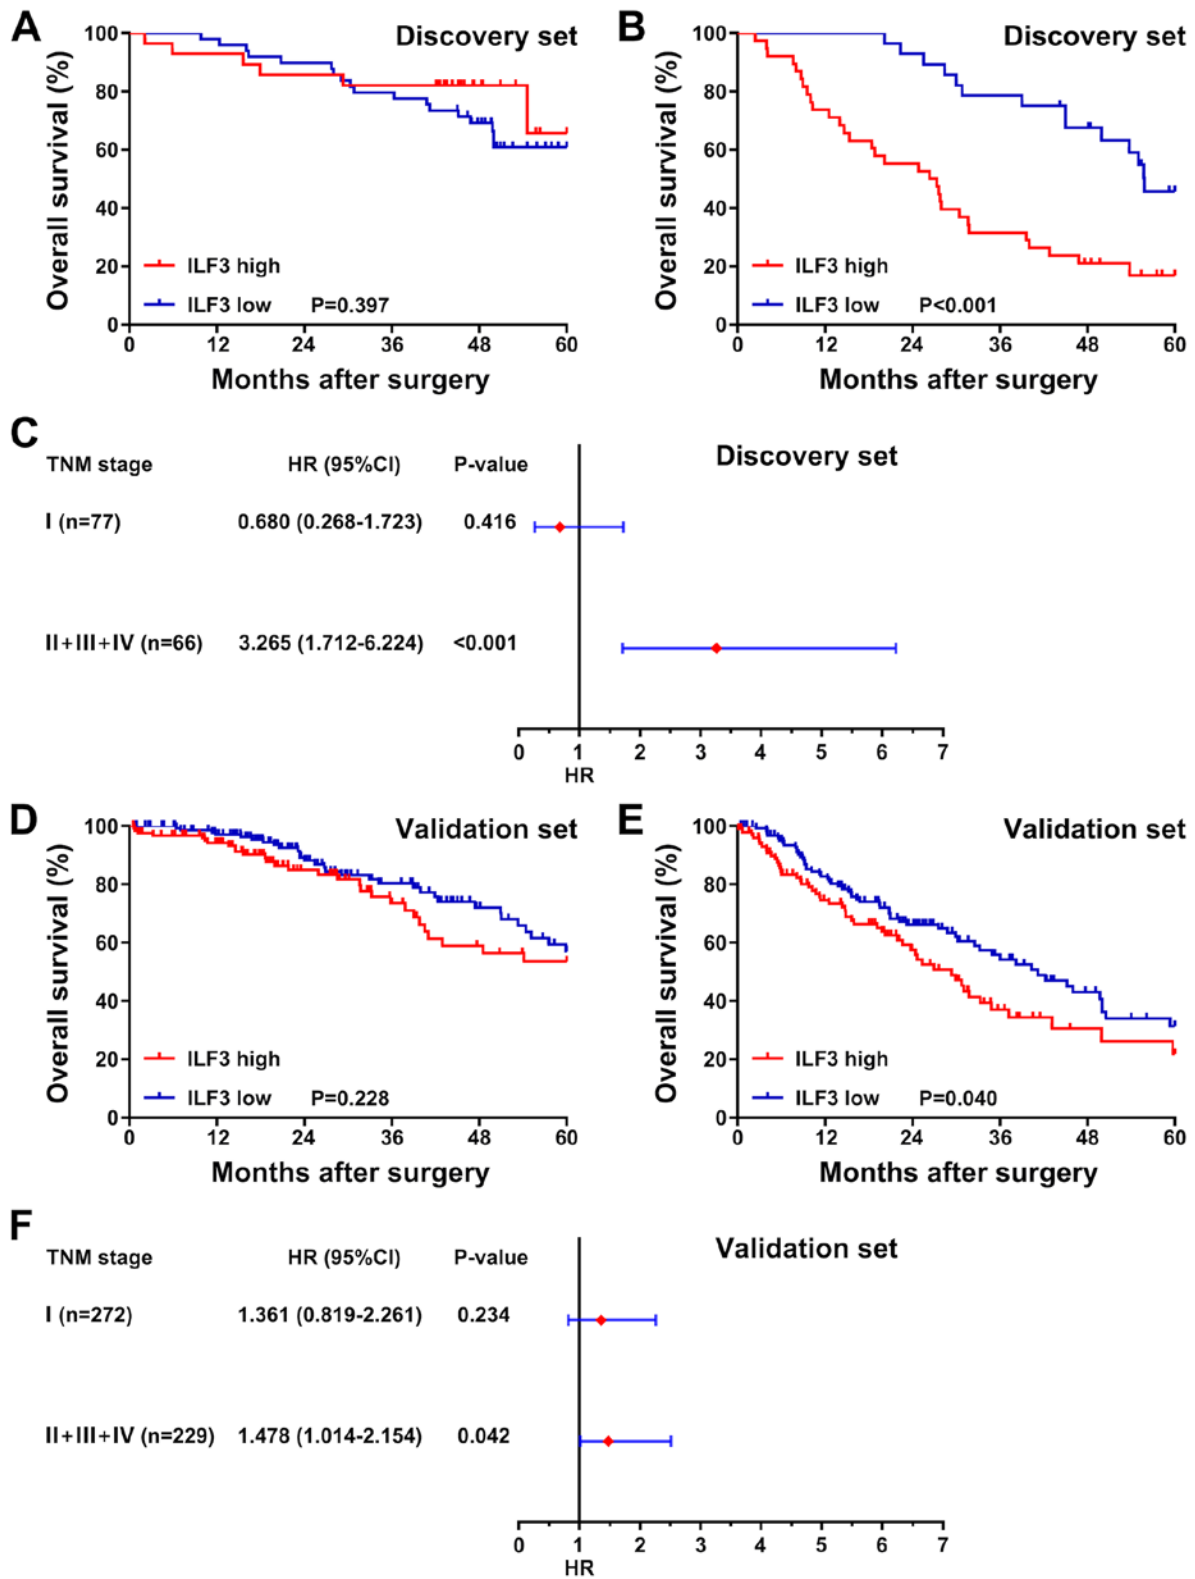 A
B
Discovery set
Discovery set
Overall survival (%)
100
80
60
40
20
0
ILF3 high
ILF3 low P=0.397
0 12 24 36 48 60
Months after surgery
Overall survival (%)
100
80
60
40
20
0
ILF3 high
ILF3 low P<0.001
0 12 24 36 48 60
Months after surgery
C
Discovery set
TNM stage HR (95%CI) P-value
I (n=77) 0.680 (0.268-1.723) 0.416
II+III+IV (n=66) 3.265 (1.712-6.224) <0.001
0 1 2 3 4 5 6 7
HR
D
E
Validation set
Validation set
Overall survival (%)
100
80
60
40
20
0
ILF3 high
ILF3 low P=0.228
0 12 24 36 48 60
Months after surgery
Overall survival (%)
100
80
60
40
20
0
ILF3 high
ILF3 low P=0.040
0 12 24 36 48 60
Months after surgery
F
Validation set
TNM stage HR (95%CI) P-value
I (n=272) 1.361 (0.819-2.261) 0.234
II+III+IV (n=229) 1.478 (1.014-2.154) 0.042
0 1 2 3 4 5 6 7
HR